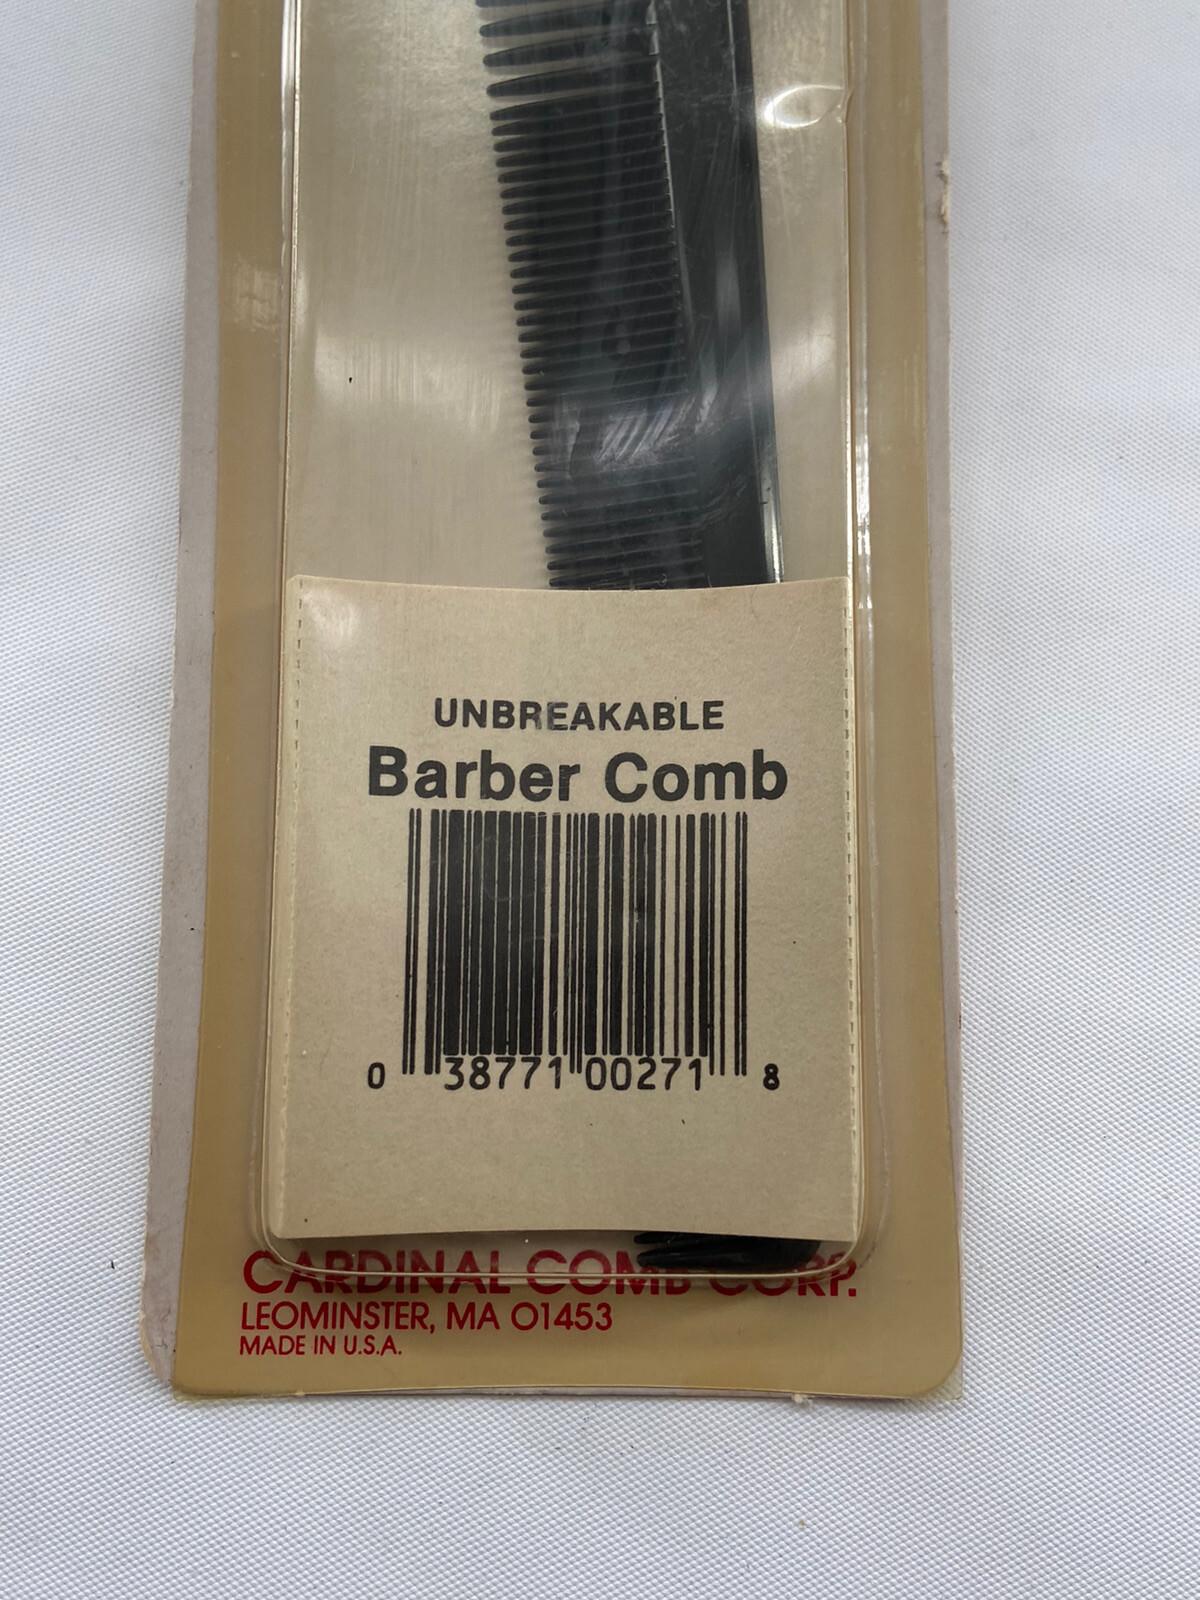 UNBREAKABLE
Barber Comb
0 38771 00271 8
CARDINAL COMB CORP.
LEOMINSTER, MA 01453
MADE IN U.S.A.